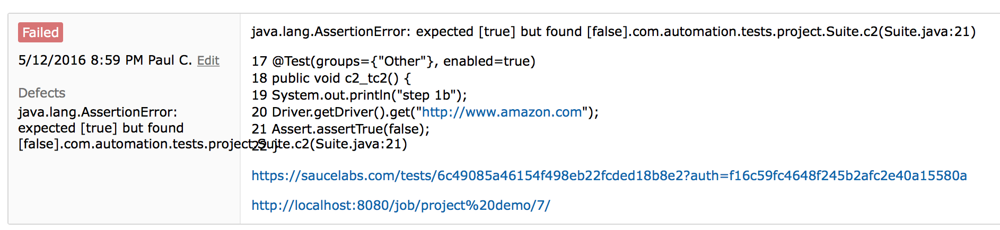 Failed
5/12/2016 8:59 PM Paul C. Edit
Defects
java.lang.AssertionError:
expected [true] but found
[false].com.automation.tests.project.Suite.c2(Suite.java:21)
java.lang.AssertionError: expected [true] but found [false].com.automation.tests.project.Suite.c2(Suite.java:21)
17 @Test(groups={"Other"}, enabled=true)
18 public void c2_tc2() {
19 System.out.println("step 1b");
20 Driver.getDriver().get("http://www.amazon.com");
21 Assert.assertTrue(false);
22 }
https://saucelabs.com/tests/6c49085a46154f498eb22fcded18b8e2?auth=f16c59fc4648f245b2afc2e40a15580a
http://localhost:8080/job/project%20demo/7/